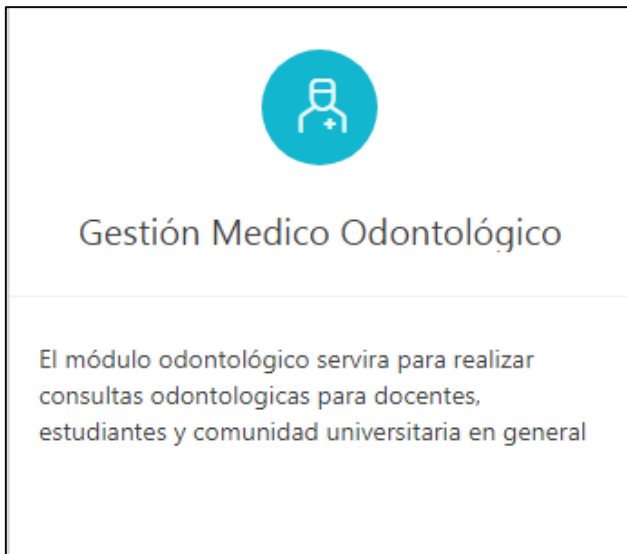 Gestión Medico Odontológico
El módulo odontológico servira para realizar
consultas odontologicas para docentes,
estudiantes y comunidad universitaria en general